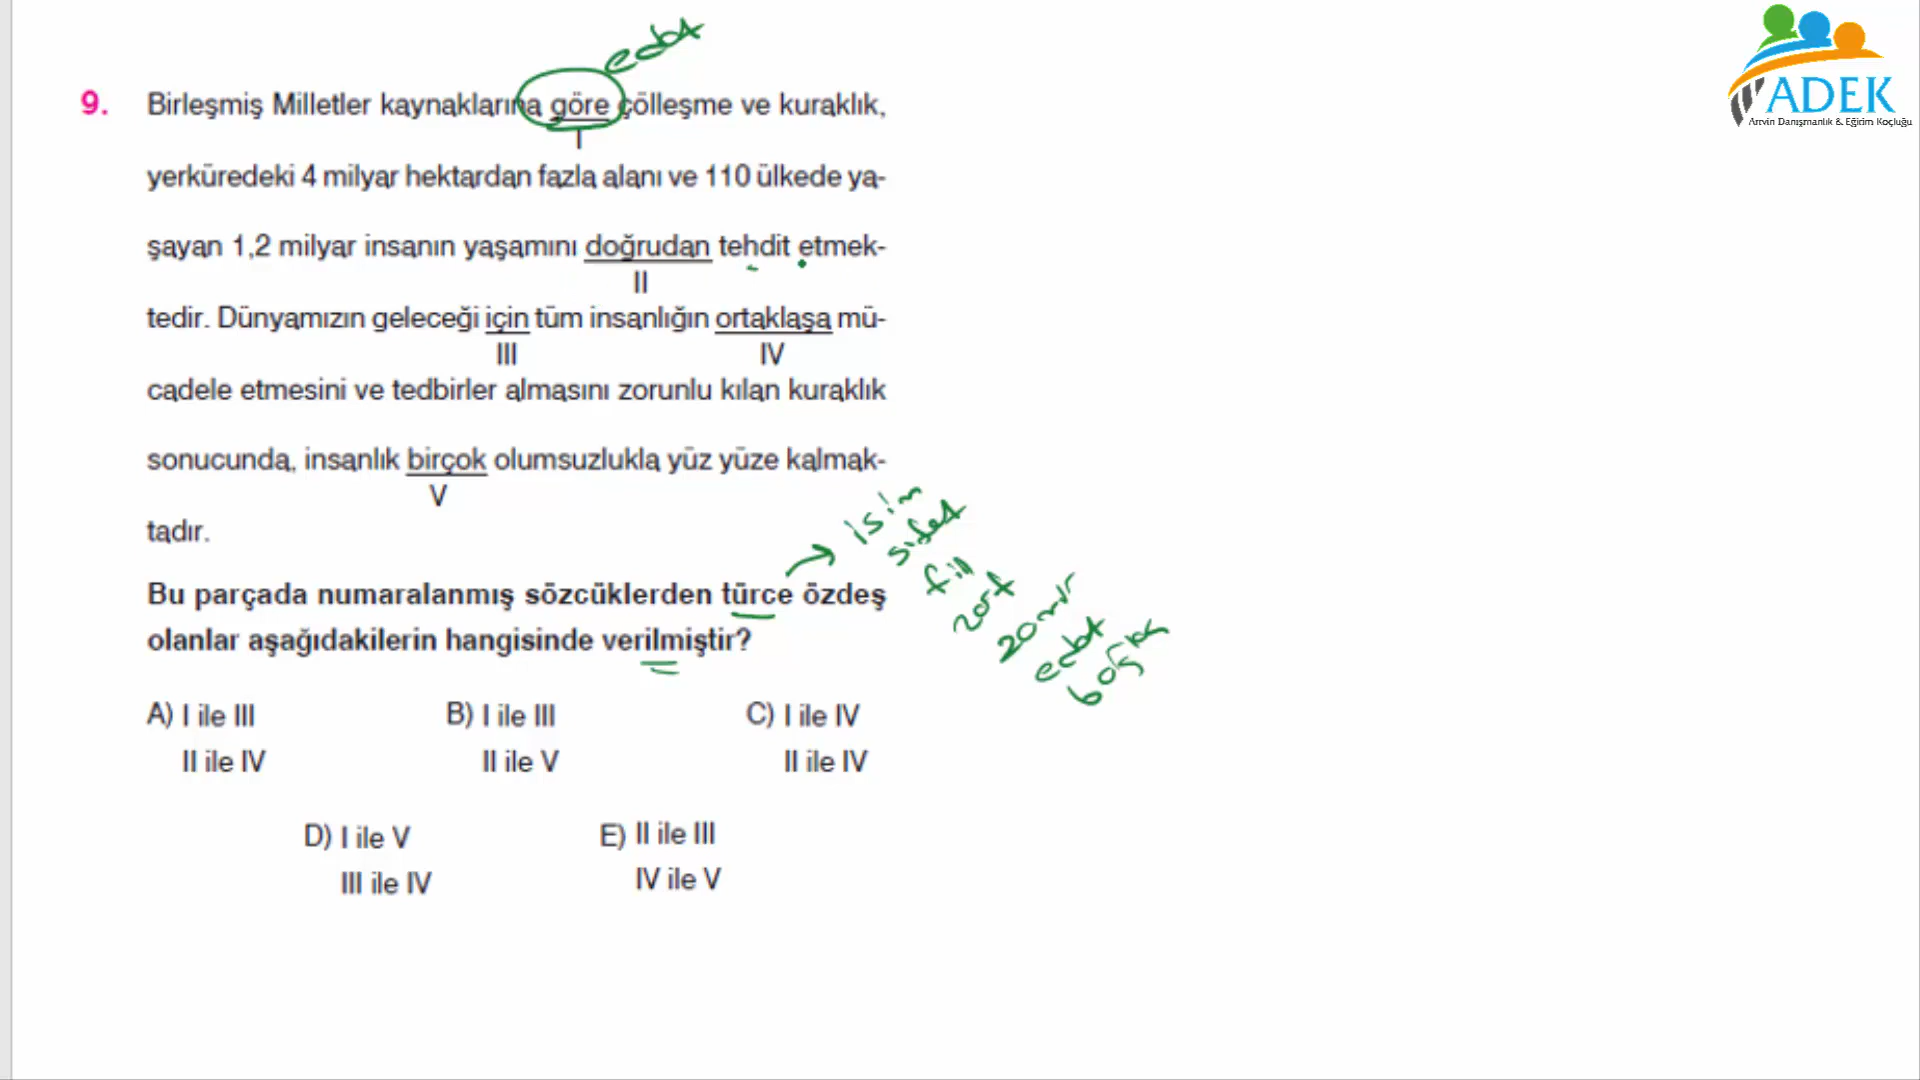 edat
ADEK
Artvin Danışmanlık & Eğirim Koçluğu
9. Birleşmiş Milletler kaynaklarına göre çölleşme ve kuraklık,
I
yerküredeki 4 milyar hektardan fazla alanı ve 110 ülkede ya-
şayan 1,2 milyar insanın yaşamını doğrudan tehdit etmek-
II
tedir. Dünyamızın geleceği için tüm insanlığın ortaklaşa mü-
III IV
cadele etmesini ve tedbirler almasını zorunlu kılan kuraklık
sonucunda, insanlık birçok olumsuzlukla yüz yüze kalmak-
V
tadır.
isim
sıfat
fiil
zarf
zamir
edat
bağlaç
Bu parçada numaralanmış sözcüklerden türce özdeş
olanlar aşağıdakilerin hangisinde verilmiştir?
A) I ile III B) I ile III C) I ile IV
II ile IV II ile V II ile IV
D) I ile V E) II ile III
III ile IV IV ile V